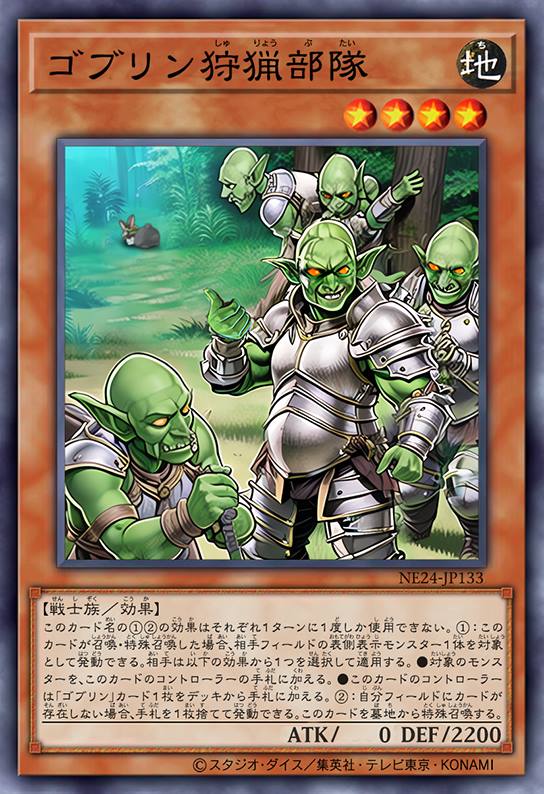 ゴブリン狩猟部隊
しゅりょうぶたい
地
ち
NE24-JP133
【戦士族／効果】
このカード名の①②の効果はそれぞれ1ターンに1度しか使用できない。①：この
カードが召喚・特殊召喚した場合、相手フィールドの表側表示モンスター1体を対象
として発動できる。相手は以下の効果から1つを選択して適用する。●対象のモンス
ターを、このカードのコントローラーの手札に加える。●このカードのコントローラー
は「ゴブリン」カード1枚をデッキから手札に加える。②：自分フィールドにカードが
存在しない場合、手札を1枚捨てて発動できる。このカードを墓地から特殊召喚する。
ATK/ 0 DEF/2200
©スタジオ・ダイス／集英社・テレビ東京・KONAMI